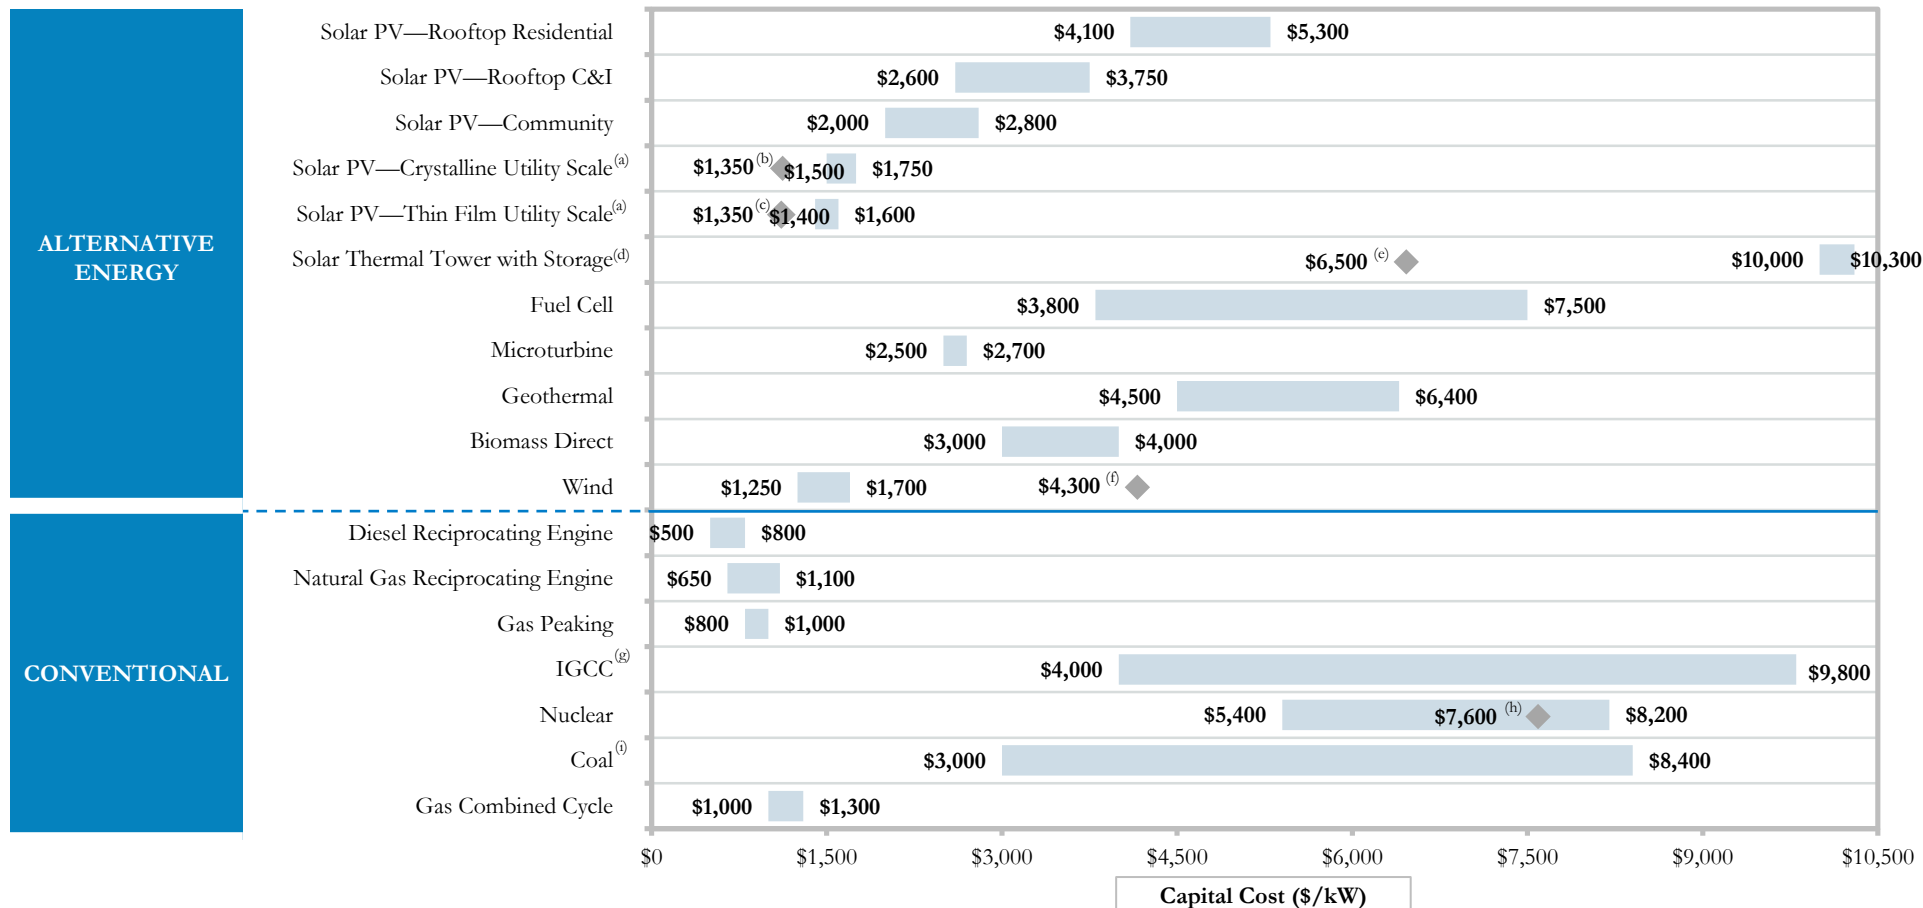 ALTERNATIVE
ENERGY
Solar PV—Rooftop Residential $4,100 $5,300
Solar PV—Rooftop C&I $2,600 $3,750
Solar PV—Community $2,000 $2,800
Solar PV—Crystalline Utility Scale(a) $1,350 (b) $1,500 $1,750
Solar PV—Thin Film Utility Scale(a) $1,350 (c) $1,400 $1,600
Solar Thermal Tower with Storage(d) $6,500 (e) $10,000 $10,300
Fuel Cell $3,800 $7,500
Microturbine $2,500 $2,700
Geothermal $4,500 $6,400
Biomass Direct $3,000 $4,000
Wind $1,250 $1,700 $4,300 (f)
CONVENTIONAL
Diesel Reciprocating Engine $500 $800
Natural Gas Reciprocating Engine $650 $1,100
Gas Peaking $800 $1,000
IGCC(g) $4,000 $9,800
Nuclear $5,400 $7,600 (h) $8,200
Coal(i) $3,000 $8,400
Gas Combined Cycle $1,000 $1,300
$0 $1,500 $3,000 $4,500 $6,000 $7,500 $9,000 $10,500
Capital Cost ($/kW)